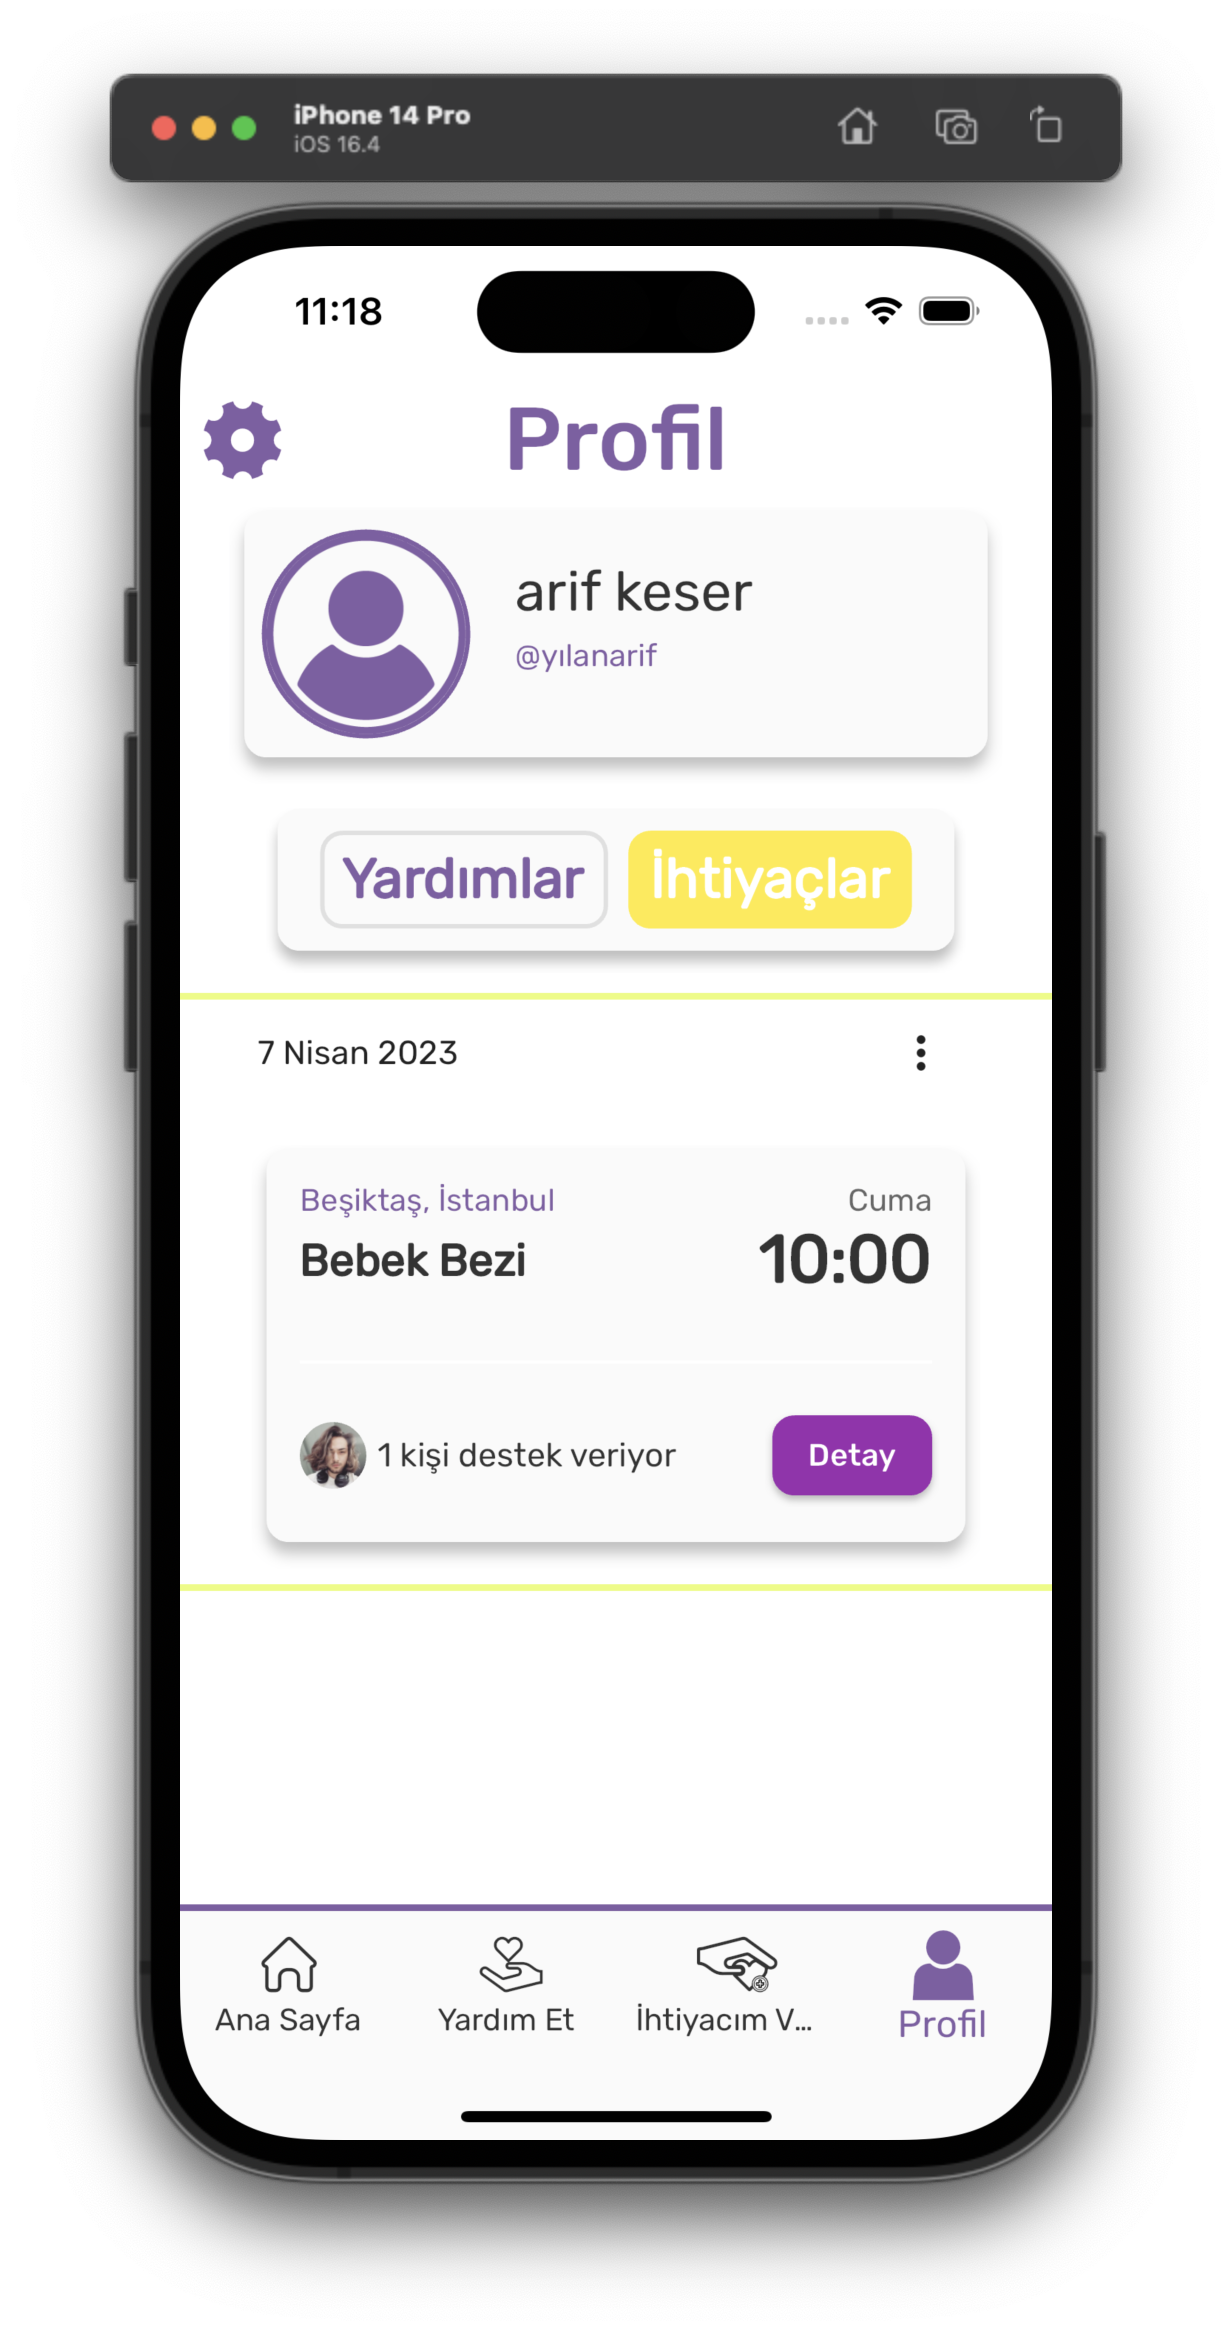 iPhone 14 Pro
iOS 16.4
11:18
Profil
arif keser
@yılanarif
Yardımlar İhtiyaçlar
7 Nisan 2023
Beşiktaş, İstanbul Cuma
Bebek Bezi 10:00
1 kişi destek veriyor Detay
Ana Sayfa Yardım Et İhtiyacım V... Profil